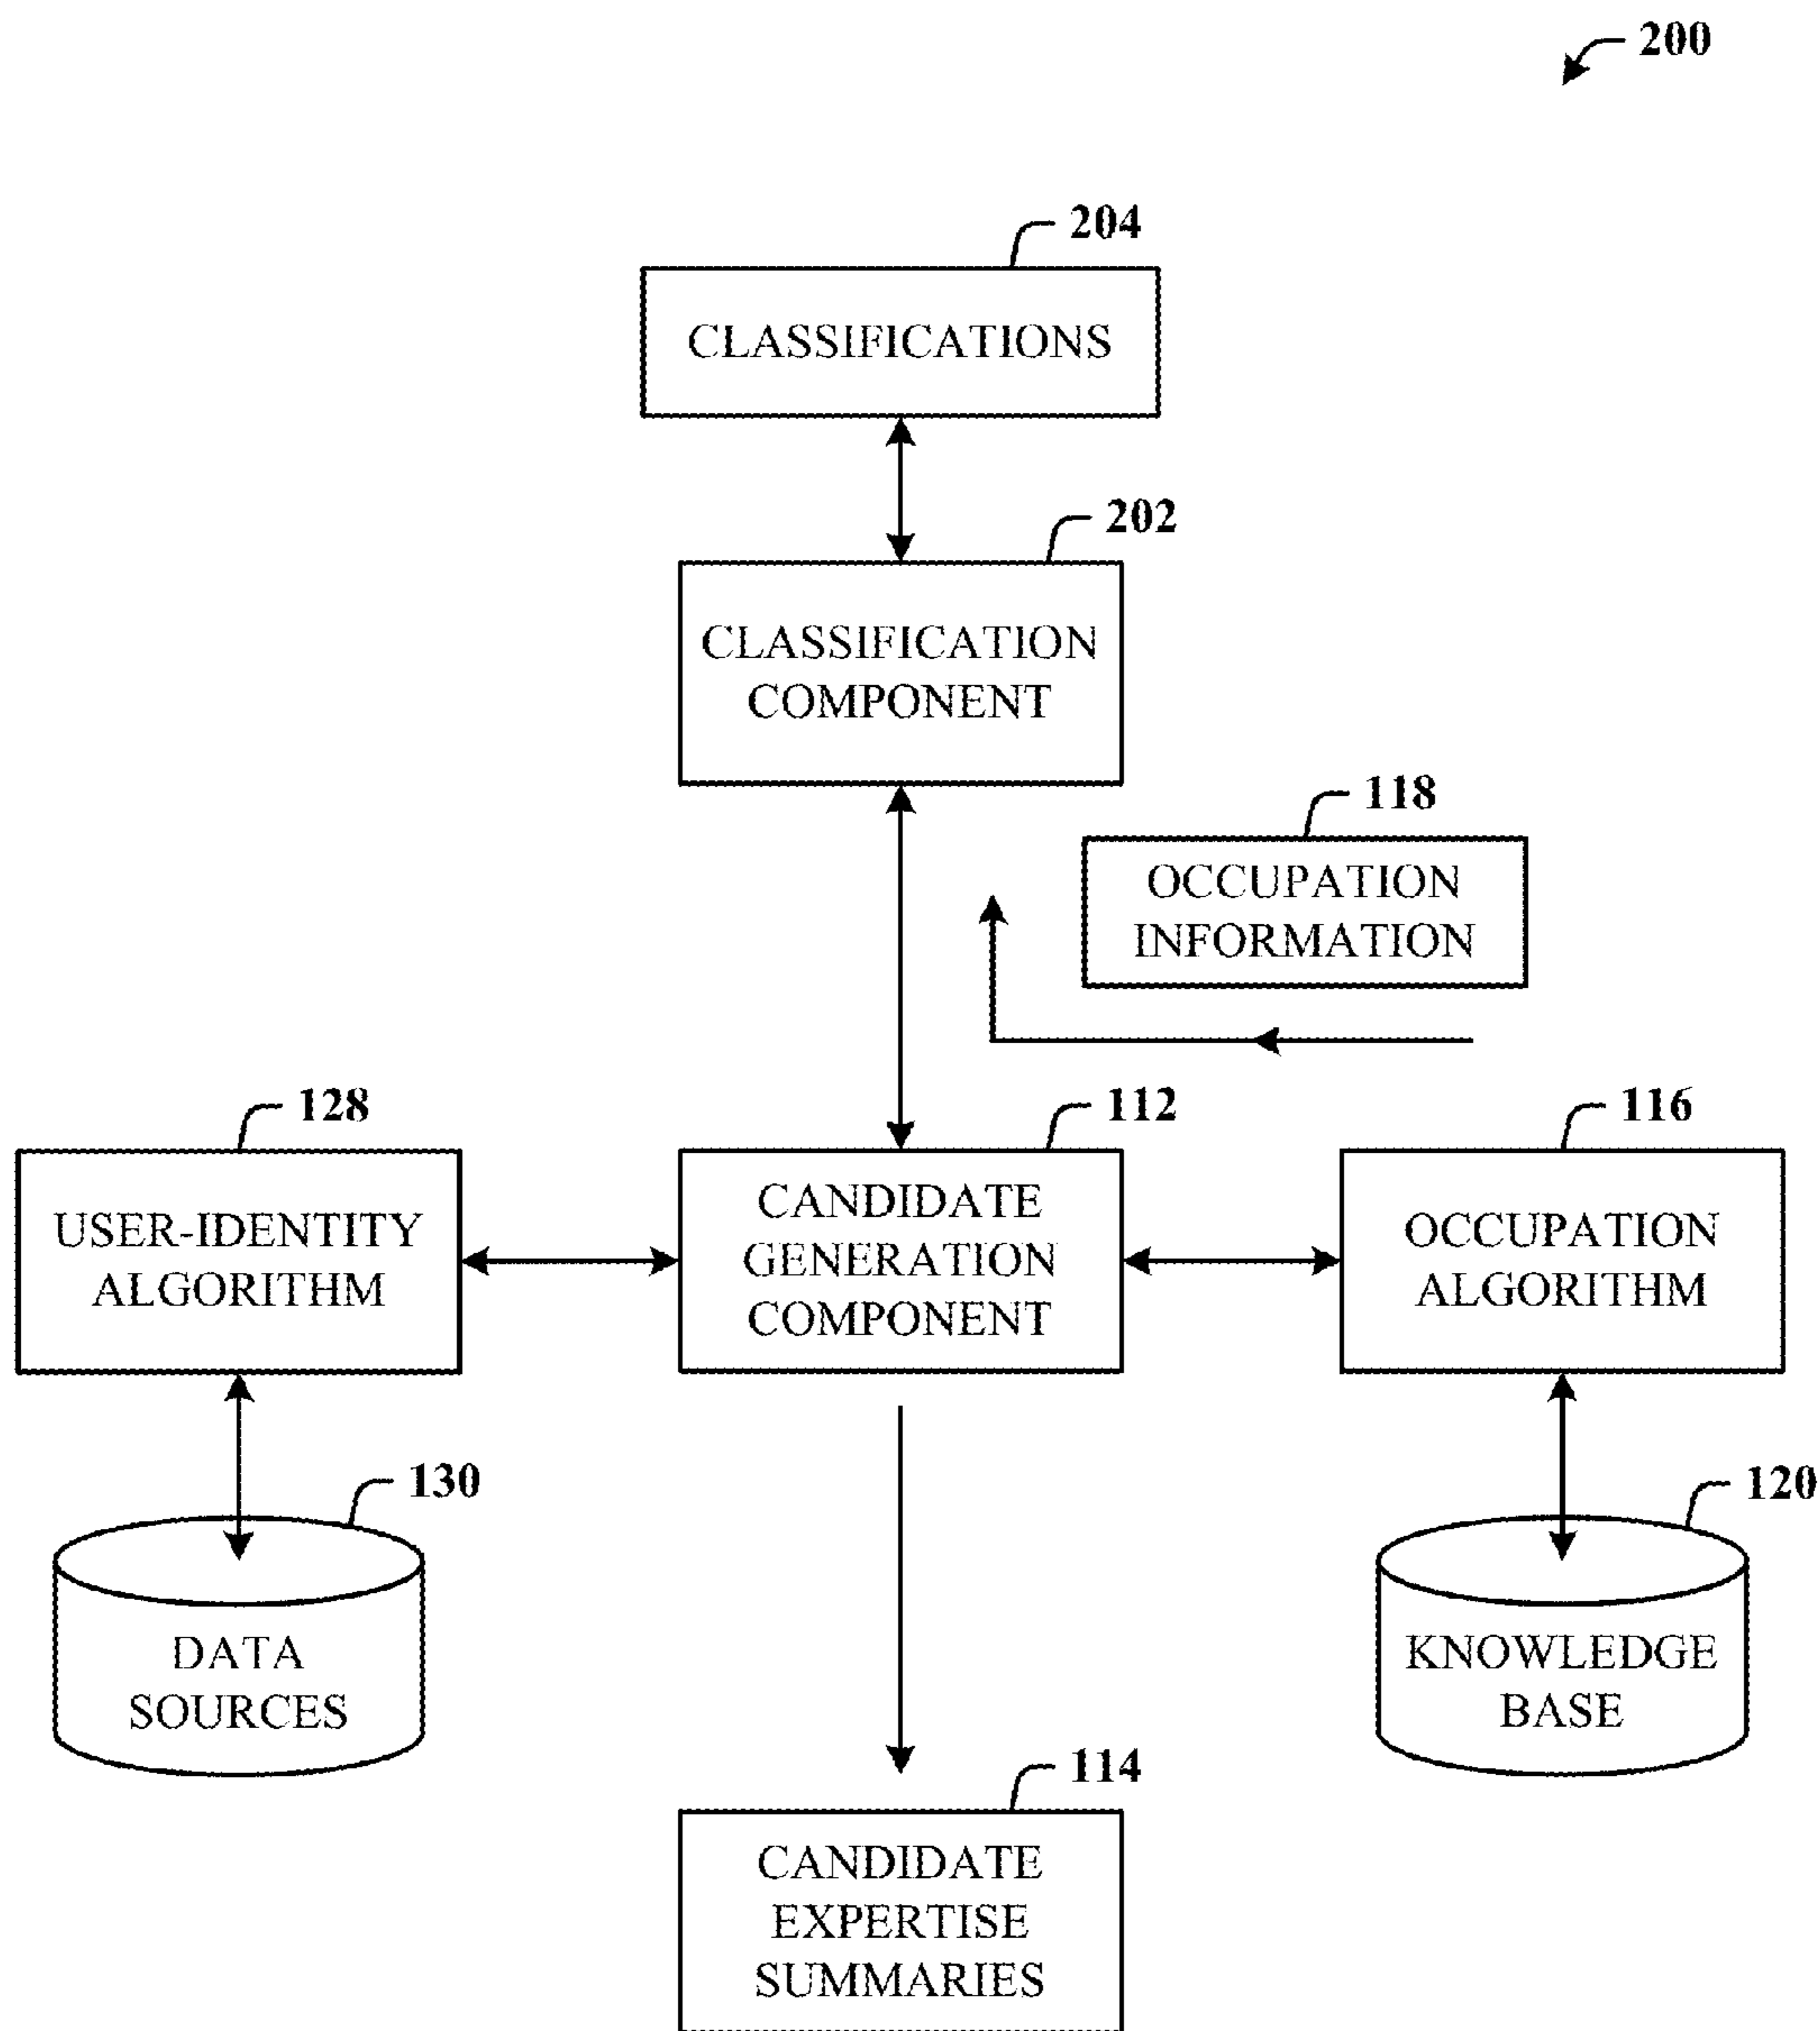 200
204
CLASSIFICATIONS
202
CLASSIFICATION
COMPONENT
118
OCCUPATION
INFORMATION
128
USER-IDENTITY
ALGORITHM
112
CANDIDATE
GENERATION
COMPONENT
116
OCCUPATION
ALGORITHM
130
DATA
SOURCES
120
KNOWLEDGE
BASE
114
CANDIDATE
EXPERTISE
SUMMARIES